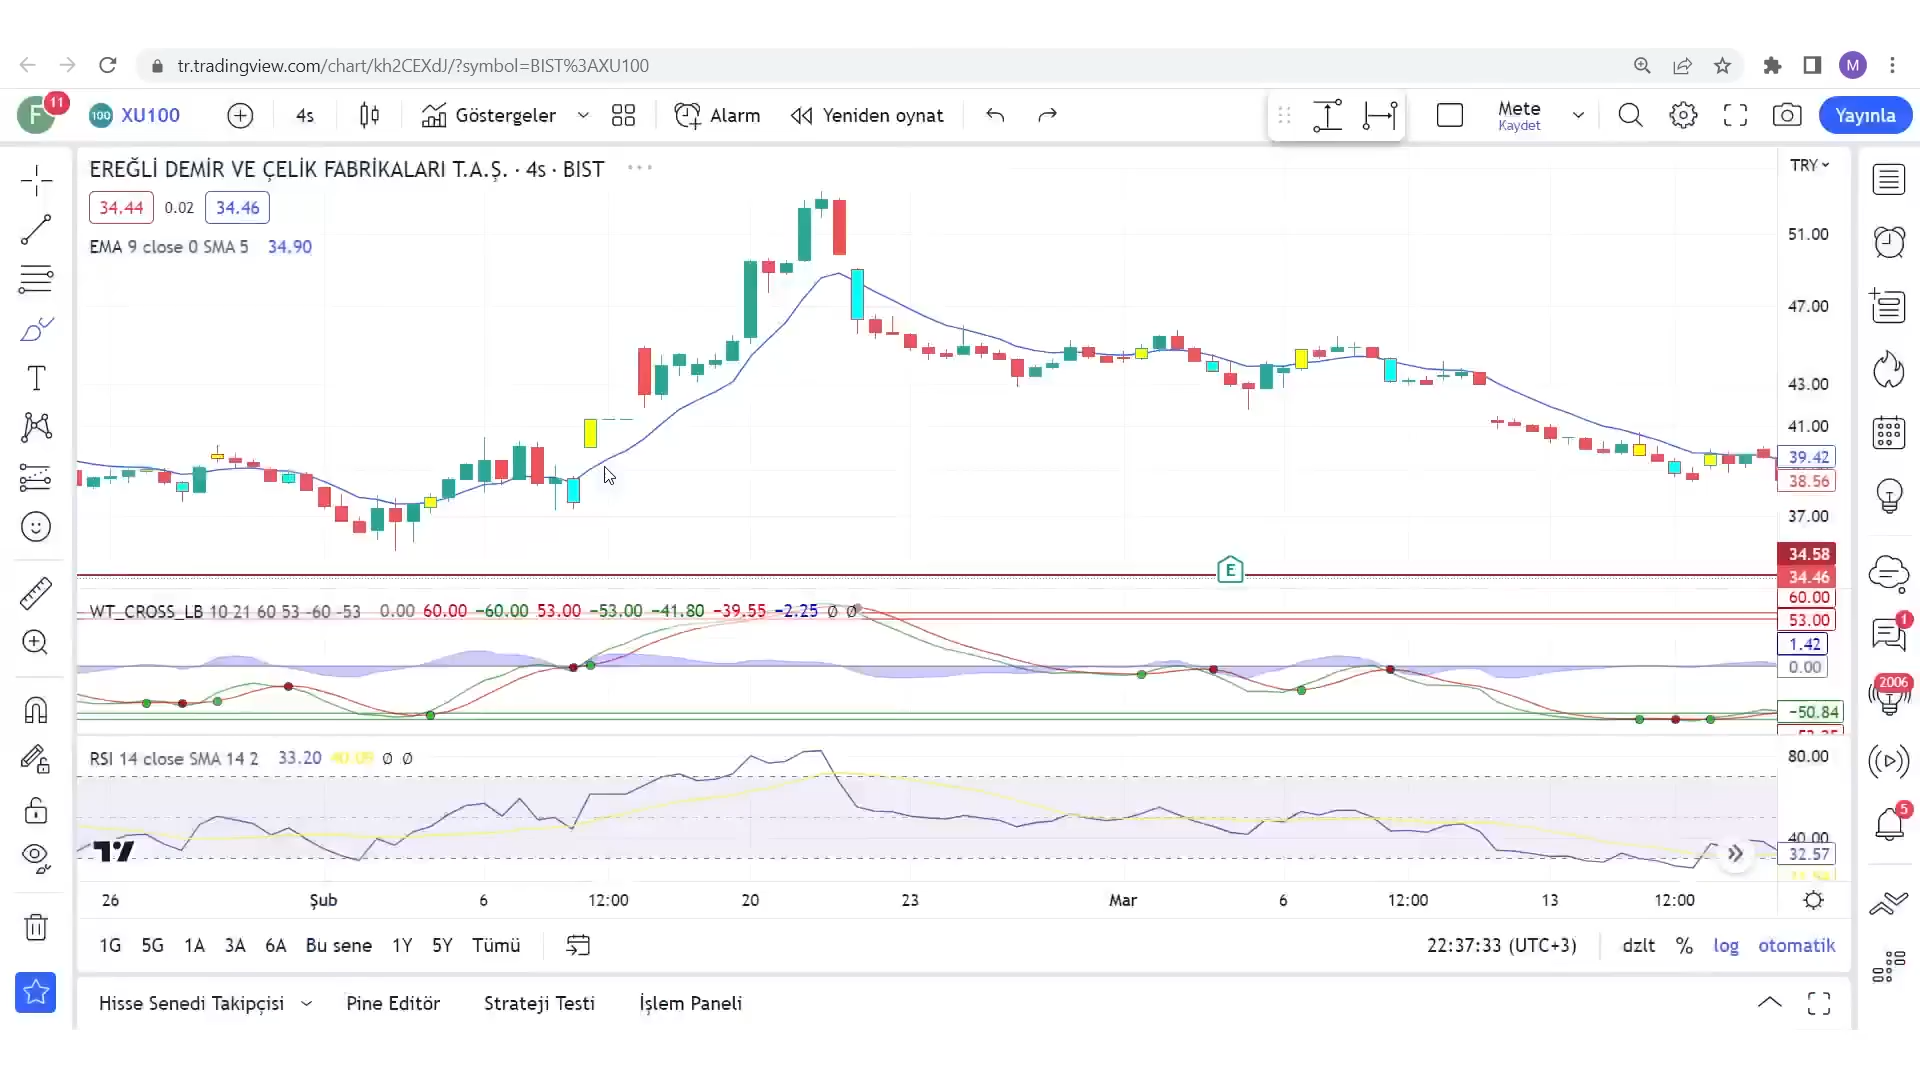 tr.tradingview.com/chart/kh2CEXdJ/?symbol=BIST%3AXU100
M
F 11 100 XU100 4s Göstergeler Alarm Yeniden oynat Mete Yayınla
Kaydet
EREĞLİ DEMİR VE ÇELİK FABRİKALARI T.A.Ş. · 4s · BIST
TRY
34.44 0.02 34.46
EMA 9 close 0 SMA 5 34.90
51.00
47.00
43.00
41.00
39.42
38.56
37.00
34.58
34.46
E
WT_CROSS_LB 10 21 60 53 -60 -53 0.00 60.00 −60.00 53.00 −53.00 −41.80 −39.55 −2.25 Ø Ø
60.00
53.00
1.42
0.00
−50.84
RSI 14 close SMA 14 2 33.20 40.09 Ø Ø
80.00
40.00
32.57
26 Şub 6 12:00 20 23 Mar 6 12:00 13 12:00
1G 5G 1A 3A 6A Bu sene 1Y 5Y Tümü
22:37:33 (UTC+3) dzlt % log otomatik
Hisse Senedi Takipçisi Pine Editör Strateji Testi İşlem Paneli
1
2006
5